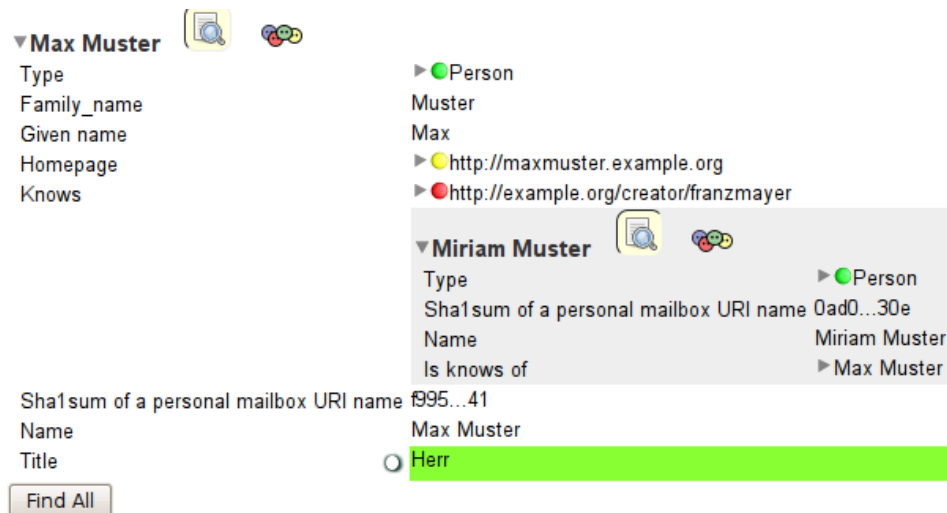 Max Muster
Type Person
Family_name Muster
Given name Max
Homepage http://maxmuster.example.org
Knows http://example.org/creator/franzmayer
Miriam Muster
Type Person
Sha1sum of a personal mailbox URI name 0ad0...30e
Name Miriam Muster
Is knows of Max Muster
Sha1sum of a personal mailbox URI name f995...41
Name Max Muster
Title Herr
Find All